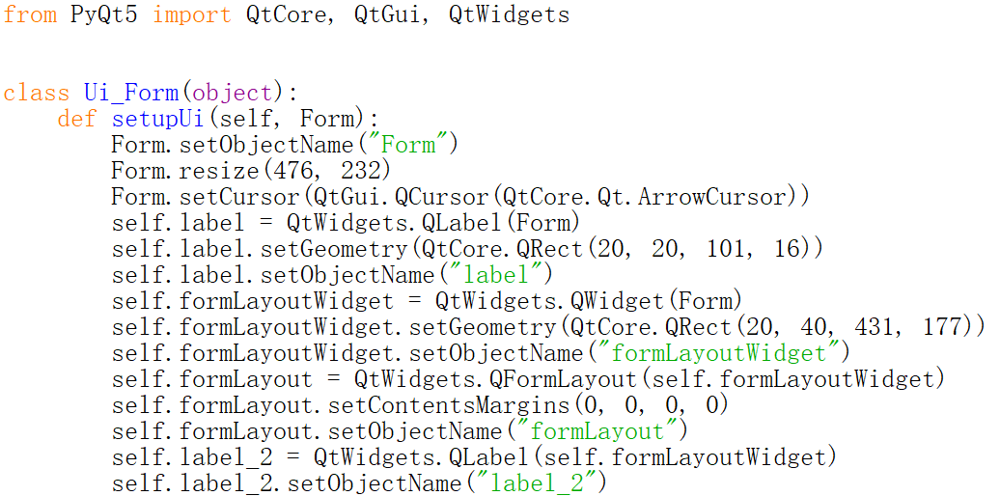 from PyQt5 import QtCore, QtGui, QtWidgets
class Ui_Form(object):
    def setupUi(self, Form):
        Form.setObjectName("Form")
        Form.resize(476, 232)
        Form.setCursor(QtGui.QCursor(QtCore.Qt.ArrowCursor))
        self.label = QtWidgets.QLabel(Form)
        self.label.setGeometry(QtCore.QRect(20, 20, 101, 16))
        self.label.setObjectName("label")
        self.formLayoutWidget = QtWidgets.QWidget(Form)
        self.formLayoutWidget.setGeometry(QtCore.QRect(20, 40, 431, 177))
        self.formLayoutWidget.setObjectName("formLayoutWidget")
        self.formLayout = QtWidgets.QFormLayout(self.formLayoutWidget)
        self.formLayout.setContentsMargins(0, 0, 0, 0)
        self.formLayout.setObjectName("formLayout")
        self.label_2 = QtWidgets.QLabel(self.formLayoutWidget)
        self.label_2.setObjectName("label_2")